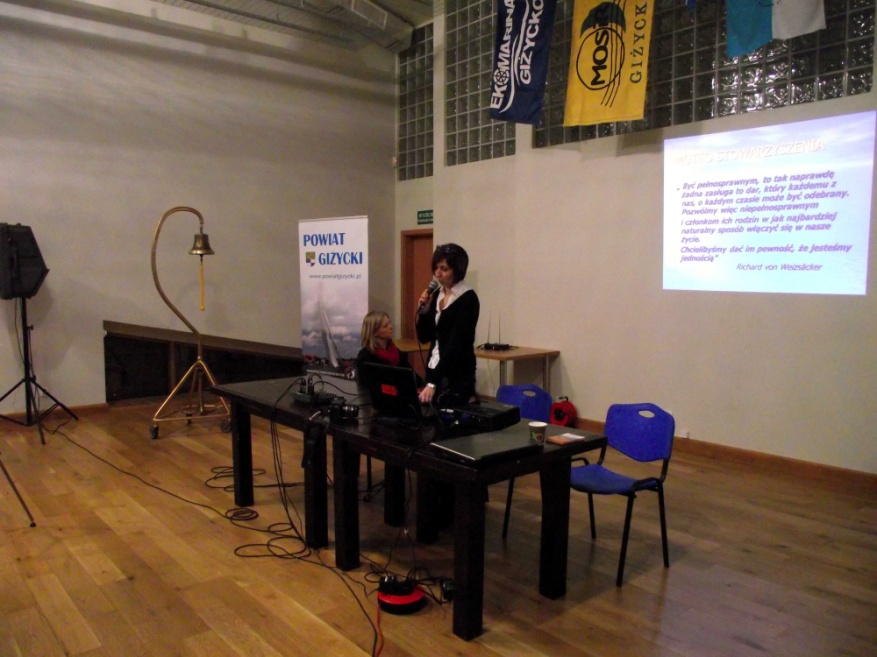 EKOMARINA
GIŻYCKO
MOS
GIŻYCK
MOTTO STOWARZYSZENIA
„ Być pełnosprawnym, to tak naprawdę
żadna zasługa to dar, który każdemu z
nas, o każdym czasie może być odebrany.
Pozwólmy więc niepełnosprawnym
i członkom ich rodzin w jak najbardziej
naturalny sposób włączyć się w nasze
życie.
Chcielibyśmy dać im pewność, że jesteśmy
jednością”
Richard von Weizsäcker
POWIAT
GIŻYCKI
www.powiatgizycki.pl